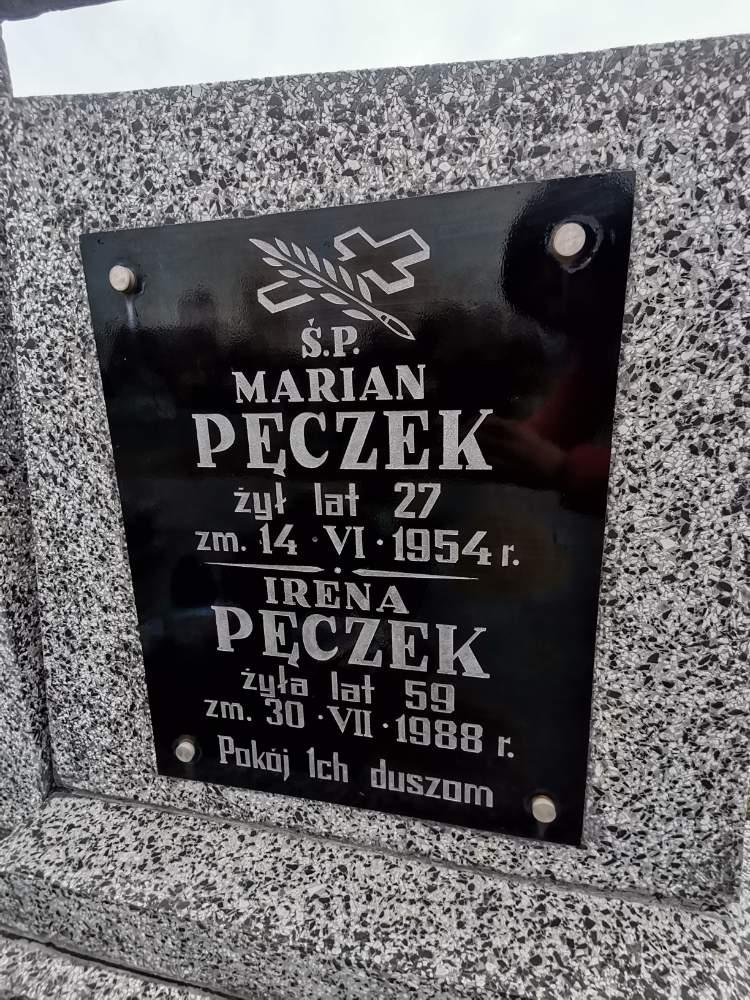 Ś.P.
MARIAN
PĘCZEK
żył lat 27
zm. 14 · VI · 1954 r.
IRENA
PĘCZEK
żyła lat 59
zm. 30 · VII · 1988 r.
Pokój Ich duszom